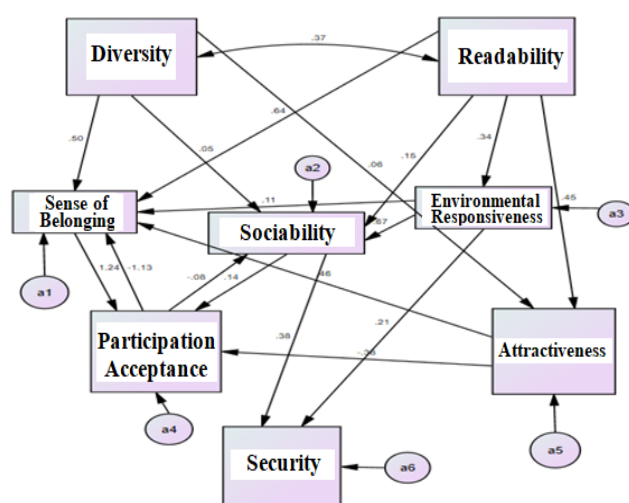 .37
Diversity
Readability
.64
.50
.05
.06
.15
.34
.45
a2
Sense of
Belonging
.11
Environmental
Responsiveness
a3
Sociability
.67
a1
1.24
-1.13
-.08
.14
.46
.21
Participation
Acceptance
.38
-.36
Attractiveness
a4
a5
Security
a6